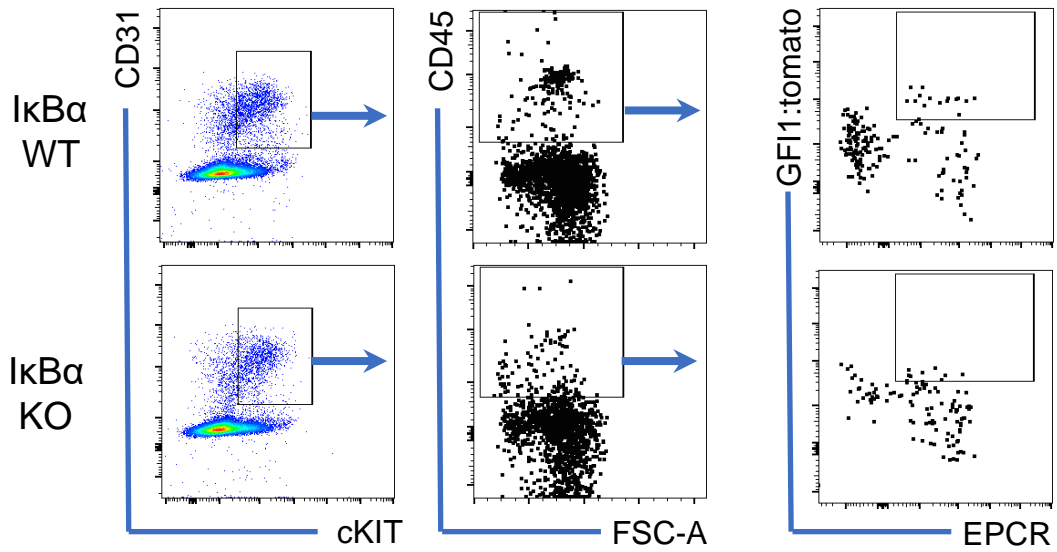 CD31
CD45
GFI1::tomato
IκBα
WT
IκBα
KO
cKIT
FSC-A
EPCR